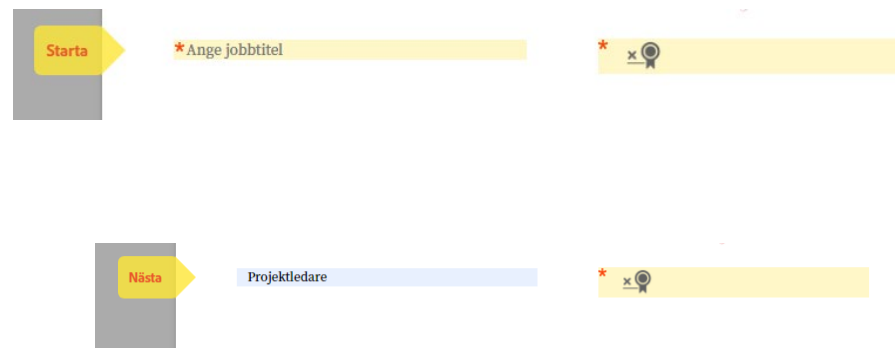 Starta
*Ange jobbtitel
*
x
Nästa
Projektledare
*
x